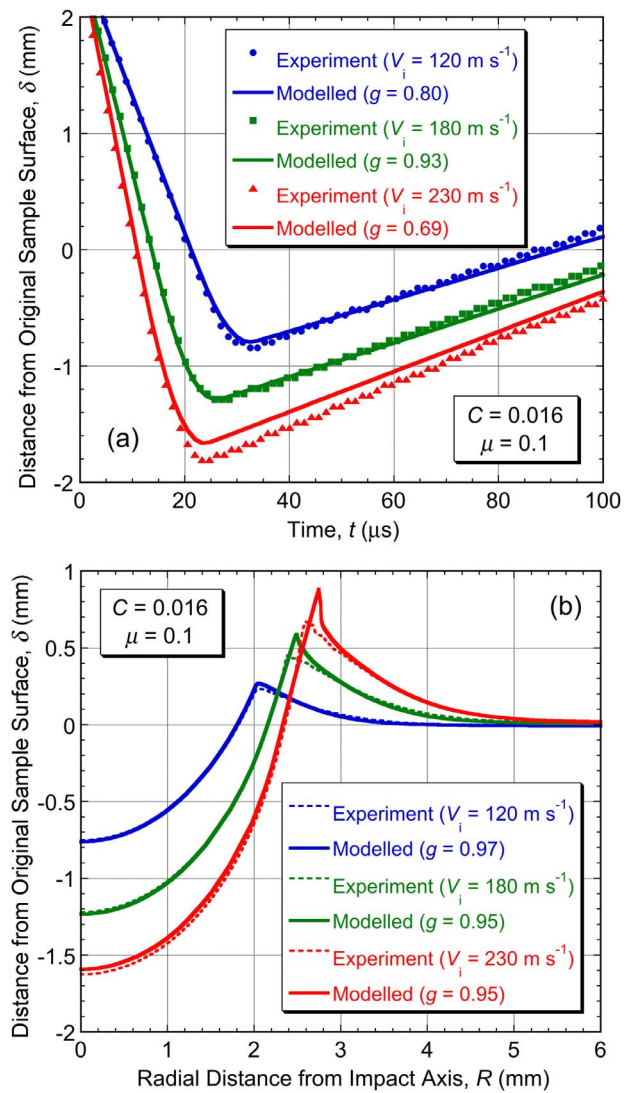 Distance from Original Sample Surface, δ (mm)
2
1
0
-1
-2
Experiment (Vi = 120 m s⁻¹)
Modelled (g = 0.80)
Experiment (Vi = 180 m s⁻¹)
Modelled (g = 0.93)
Experiment (Vi = 230 m s⁻¹)
Modelled (g = 0.69)
(a)
C = 0.016
μ = 0.1
0 20 40 60 80 100
Time, t (μs)
Distance from Original Sample Surface, δ (mm)
1
0.5
0
-0.5
-1
-1.5
-2
C = 0.016
μ = 0.1
(b)
Experiment (Vi = 120 m s⁻¹)
Modelled (g = 0.97)
Experiment (Vi = 180 m s⁻¹)
Modelled (g = 0.95)
Experiment (Vi = 230 m s⁻¹)
Modelled (g = 0.95)
0 1 2 3 4 5 6
Radial Distance from Impact Axis, R (mm)